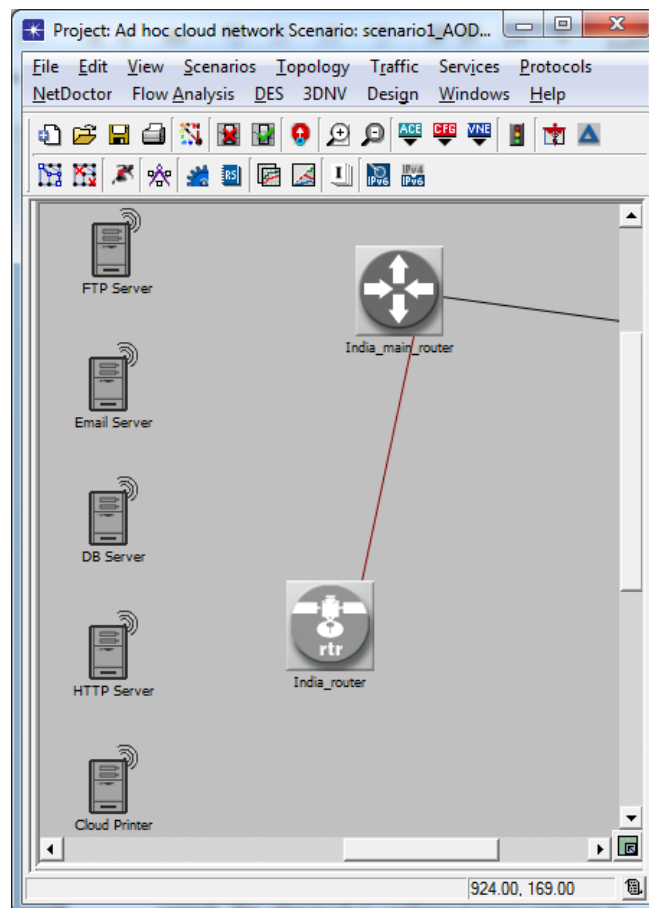 Project: Ad hoc cloud network Scenario: scenario1_AOD...
File Edit View Scenarios Topology Traffic Services Protocols
NetDoctor Flow Analysis DES 3DNV Design Windows Help
ACE CFG VNE
RS IPv6 IPv4 IPv6
FTP Server
India_main_router
Email Server
DB Server
rtr
India_router
HTTP Server
Cloud Printer
924.00, 169.00